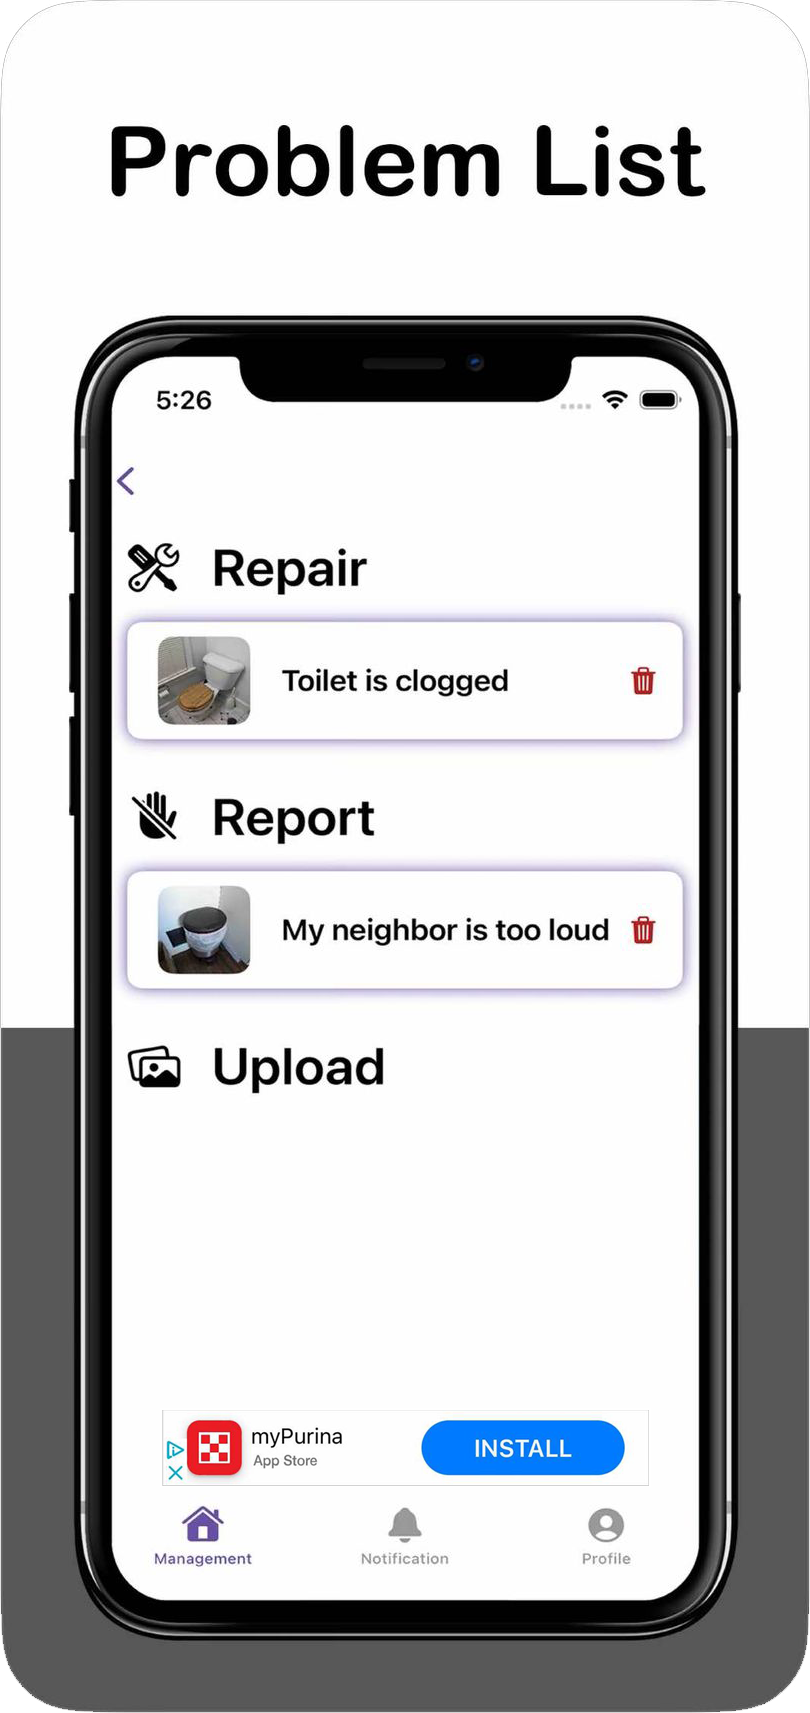 Problem List
5:26
Repair
Toilet is clogged
Report
My neighbor is too loud
Upload
myPurina
App Store
INSTALL
Management
Notification
Profile